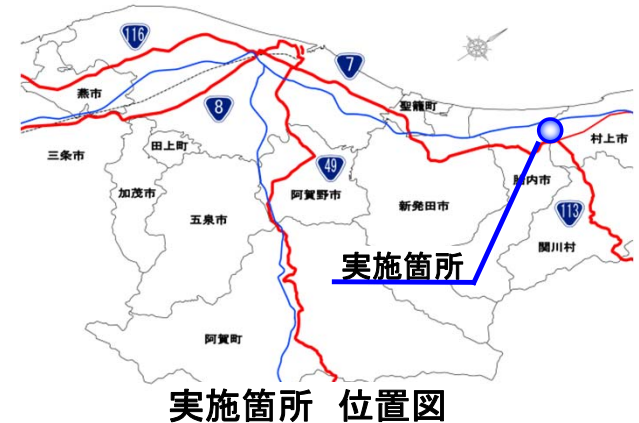 116
7
燕市
8
聖籠町
三条市
田上町
村上市
49
加茂市
阿賀野市
胎内市
五泉市
新発田市
113
関川村
実施箇所
阿賀町
実施箇所 位置図